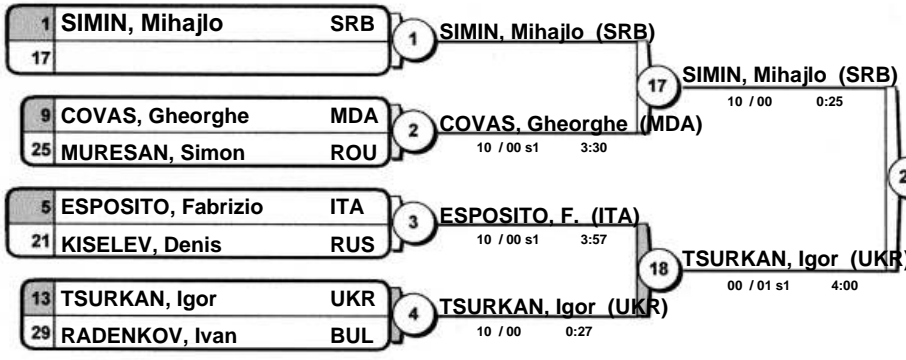 1 SIMIN, Mihajlo SRB
17
1
SIMIN, Mihajlo (SRB)
9 COVAS, Gheorghe MDA
25 MURESAN, Simon ROU
2
COVAS, Gheorghe (MDA)
10 / 00 s1 3:30
17
SIMIN, Mihajlo (SRB)
10 / 00 0:25
5 ESPOSITO, Fabrizio ITA
21 KISELEV, Denis RUS
3
ESPOSITO, F. (ITA)
10 / 00 s1 3:57
13 TSURKAN, Igor UKR
29 RADENKOV, Ivan BUL
4
TSURKAN, Igor (UKR)
10 / 00 0:27
18
TSURKAN, Igor (UKR)
00 / 01 s1 4:00